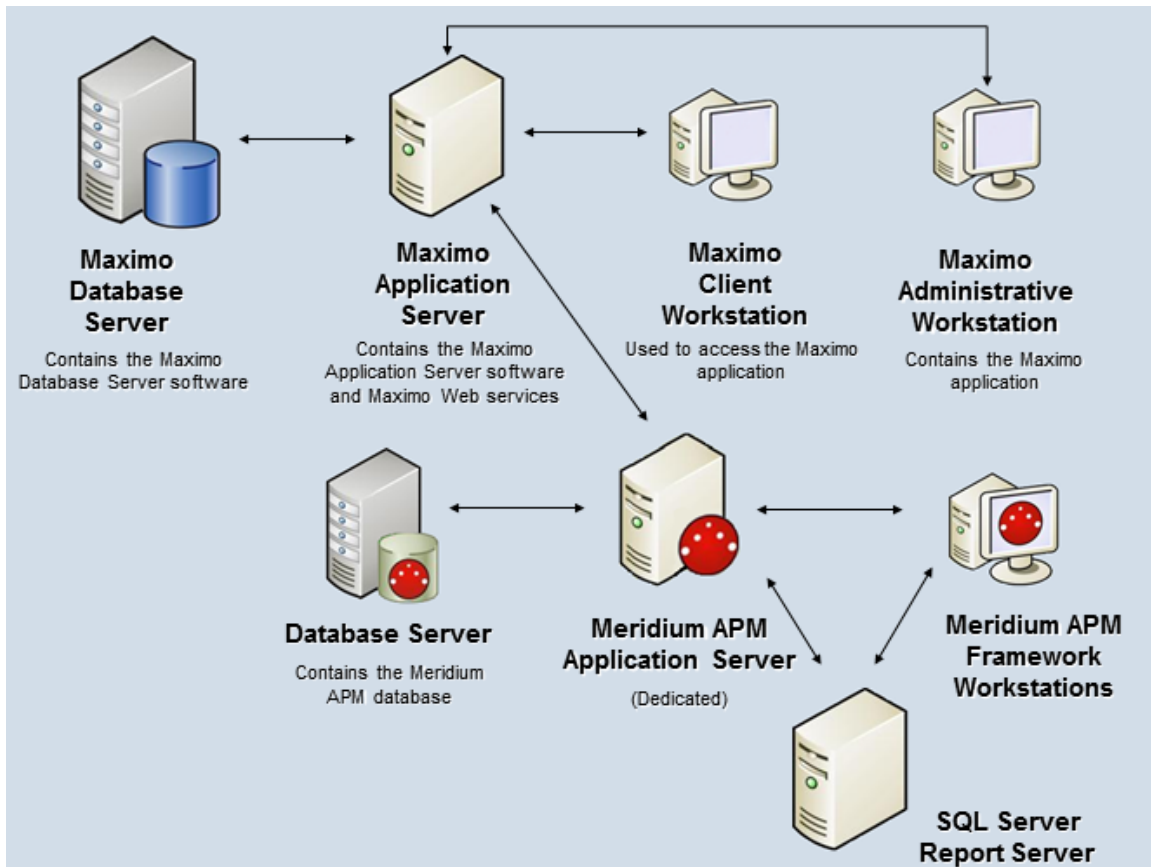 Maximo
Database
Server
Contains the Maximo
Database Server software
Maximo
Application
Server
Contains the Maximo
Application Server software
and Maximo Web services
Maximo
Client
Workstation
Used to access the Maximo
application
Maximo
Administrative
Workstation
Contains the Maximo
application
Database Server
Contains the Meridium
APM database
Meridium APM
Application Server
(Dedicated)
Meridium APM
Framework
Workstations
SQL Server
Report Server